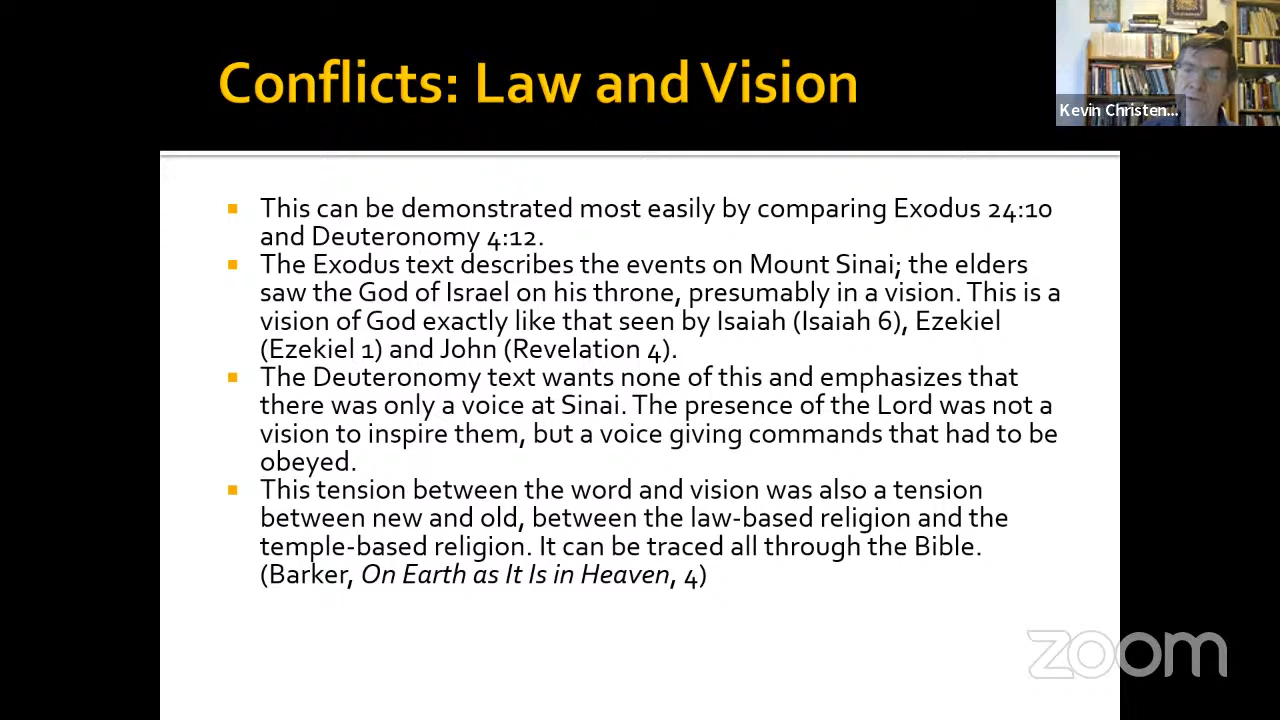 Conflicts: Law and Vision
Kevin Christen...
This can be demonstrated most easily by comparing Exodus 24:10
and Deuteronomy 4:12.
The Exodus text describes the events on Mount Sinai; the elders
saw the God of Israel on his throne, presumably in a vision. This is a
vision of God exactly like that seen by Isaiah (Isaiah 6), Ezekiel
(Ezekiel 1) and John (Revelation 4).
The Deuteronomy text wants none of this and emphasizes that
there was only a voice at Sinai. The presence of the Lord was not a
vision to inspire them, but a voice giving commands that had to be
obeyed.
This tension between the word and vision was also a tension
between new and old, between the law-based religion and the
temple-based religion. It can be traced all through the Bible.
(Barker, On Earth as It Is in Heaven, 4)
zoom